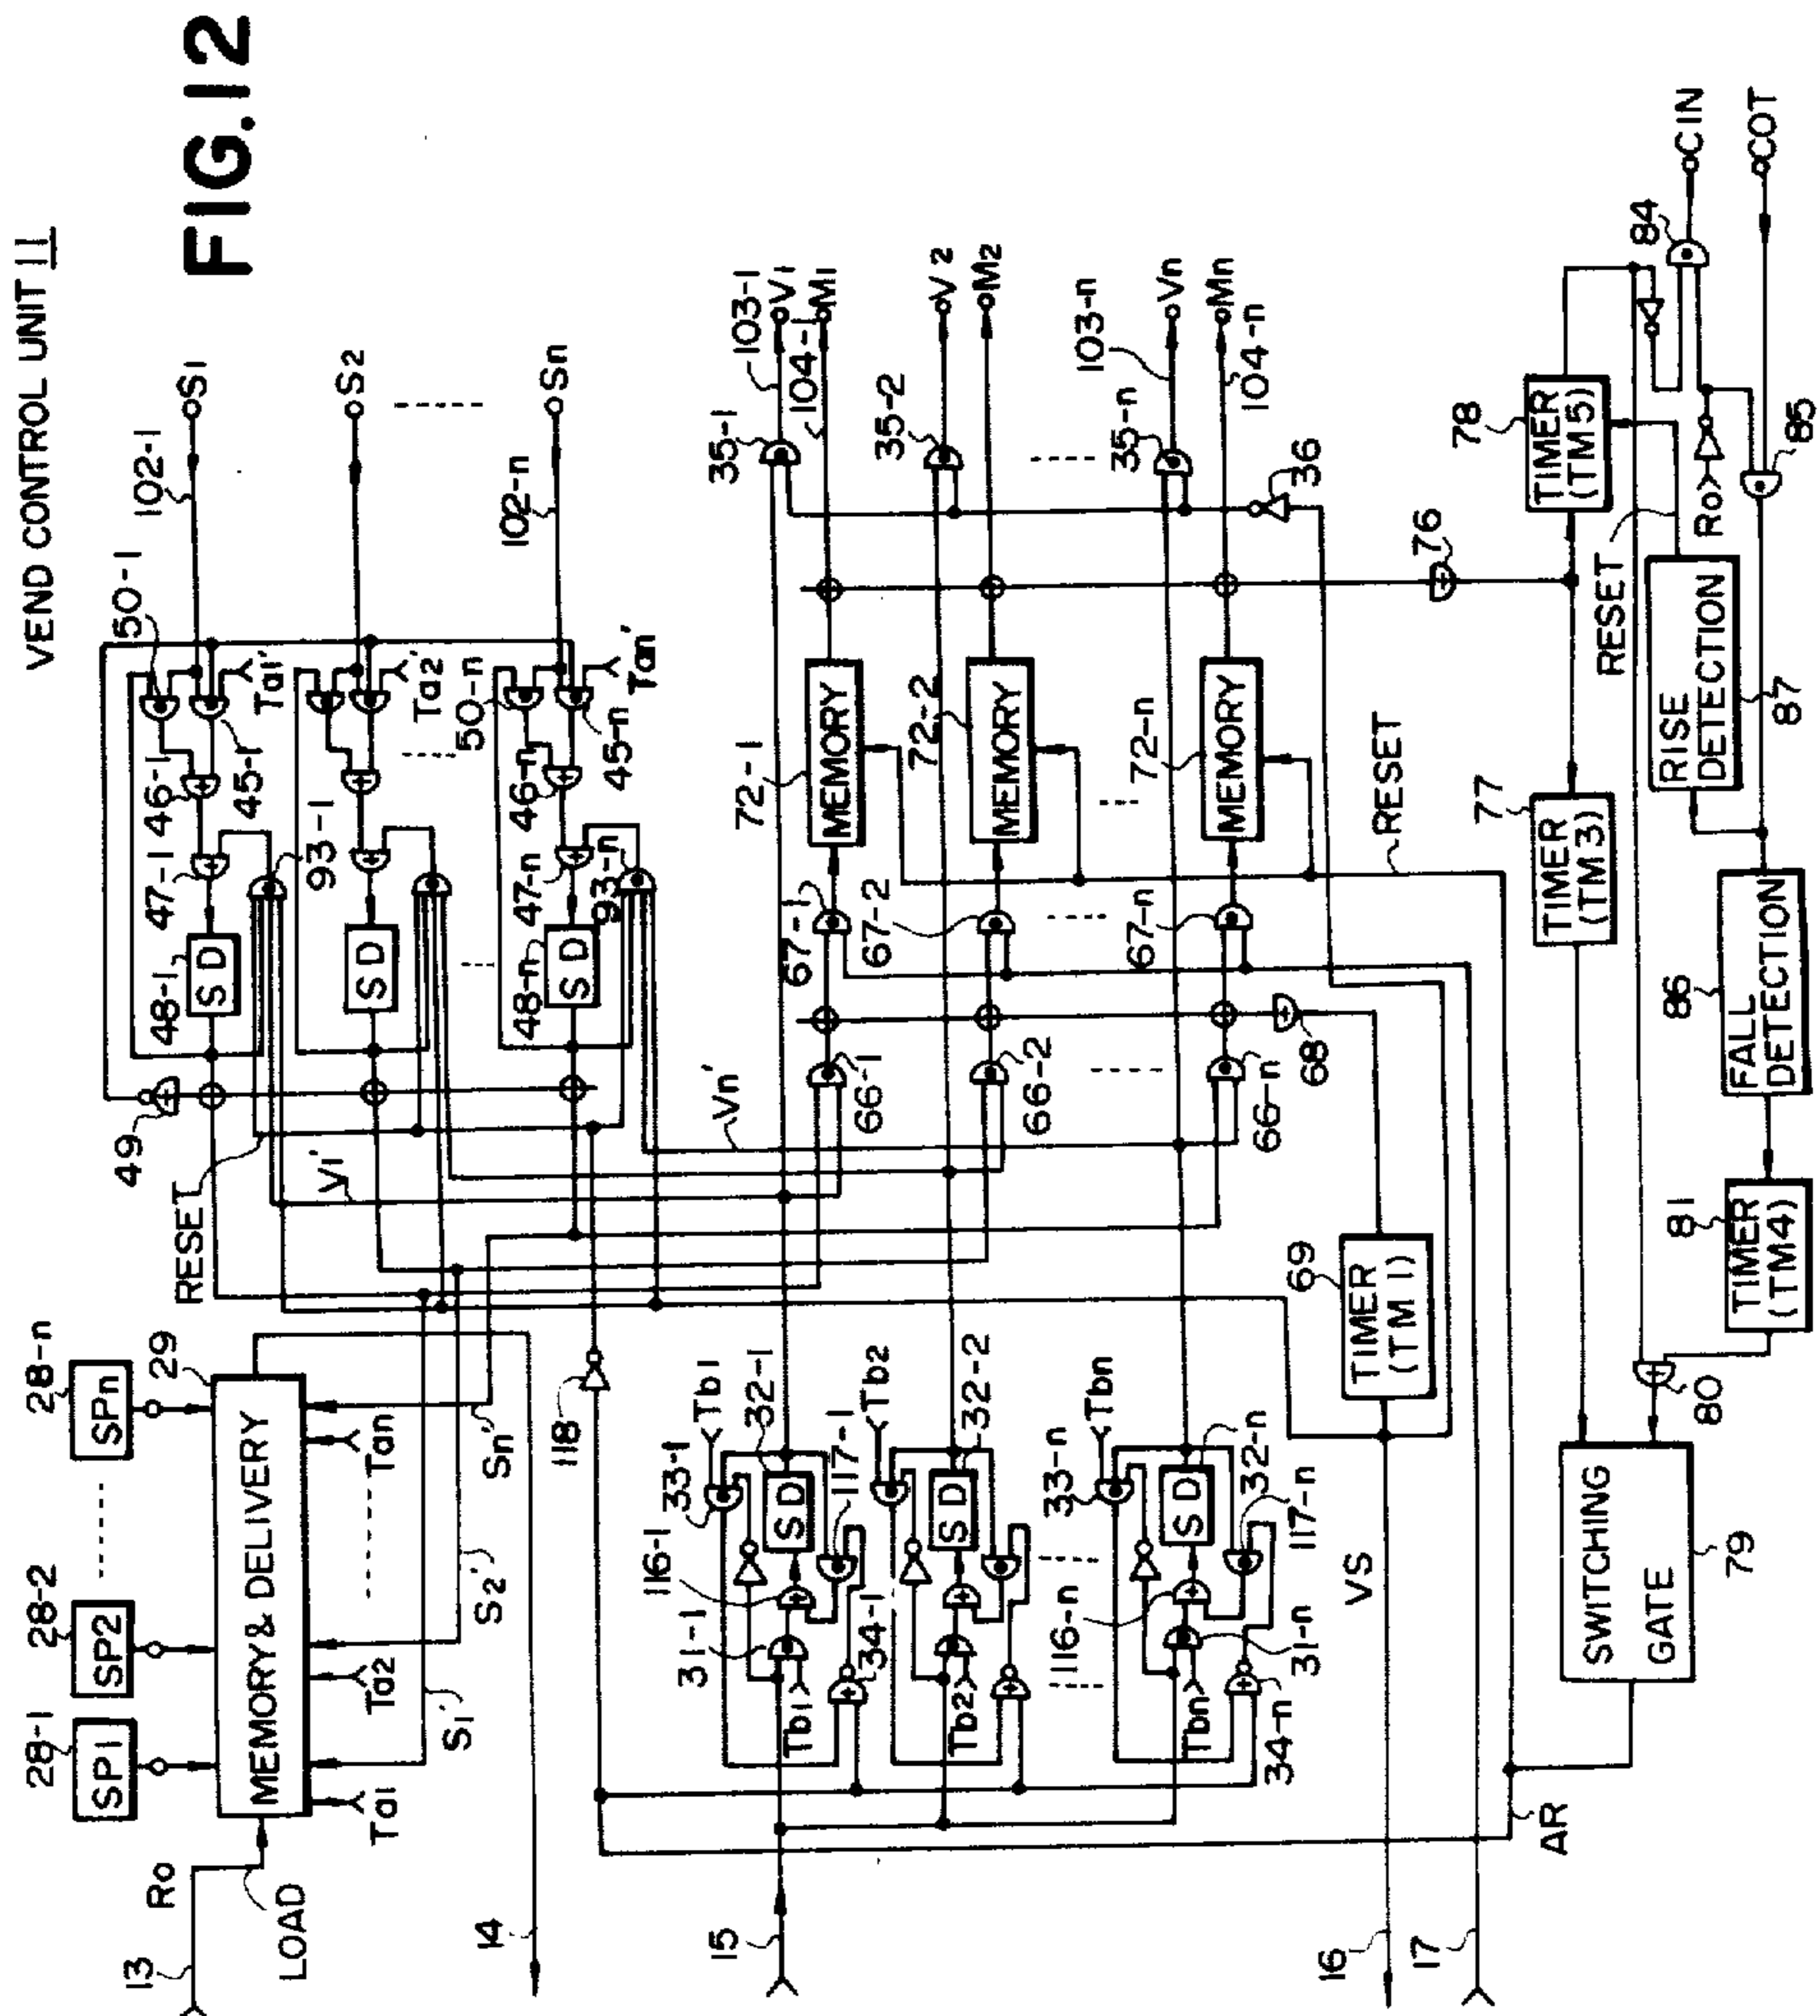 FIG.12
VEND CONTROL UNIT 11
28-1
28-2
28-n
SP1
SP2
SPn
29
MEMORY & DELIVERY
13
Ro
LOAD
Ta1
Ta2
Tan
S1'
S2'
Sn'
14
RESET
49
V1'
Vn'
48-1
SD
47-1
46-1
50-1
93-1
45-1
Ta1'
102-1
S1
SD
Ta2'
S2
48-n
SD
47-n
46-n
50-n
93-n
45-n
Tan'
102-n
Sn
118
15
31-1
116-1
33-1
Tb1
Tb1
32-1
SD
117-1
34-1
Tb2
Tb2
32-2
SD
116-n
33-n
Tbn
Tbn
32-n
SD
117-n
31-n
34-n
66-1
66-2
66-n
67-1
67-2
67-n
68
72-1
MEMORY
72-2
MEMORY
72-n
MEMORY
RESET
35-1
35-2
35-n
36
103-1
V1
104-1
M1
V2
M2
103-n
Vn
104-n
Mn
69
TIMER
(TM1)
16
VS
17
AR
76
77
TIMER
(TM3)
78
TIMER
(TM5)
RESET
79
SWITCHING
GATE
80
81
TIMER
(TM4)
86
FALL
DETECTION
87
RISE
DETECTION
Ro
84
85
CIN
COT